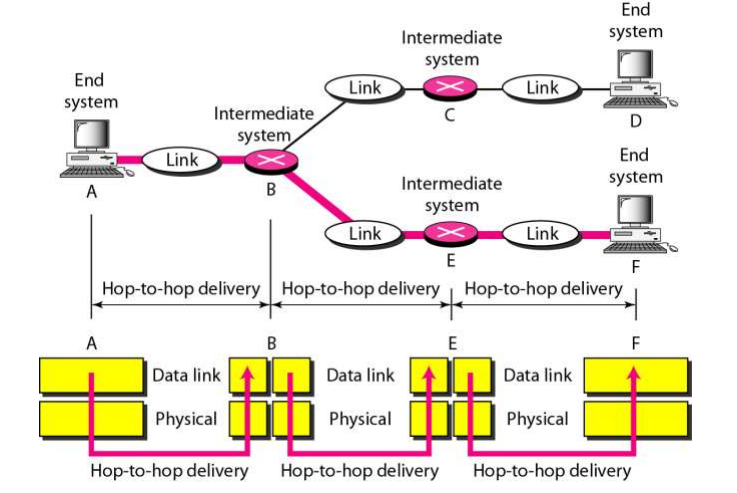 End
system
Intermediate
system
Link
Link
C
D
End
system
Intermediate
system
Link
A
B
Intermediate
system
End
system
Link
Link
E
F
Hop-to-hop delivery
Hop-to-hop delivery
Hop-to-hop delivery
A
B
E
F
Data link
Data link
Data link
Physical
Physical
Physical
Hop-to-hop delivery
Hop-to-hop delivery
Hop-to-hop delivery